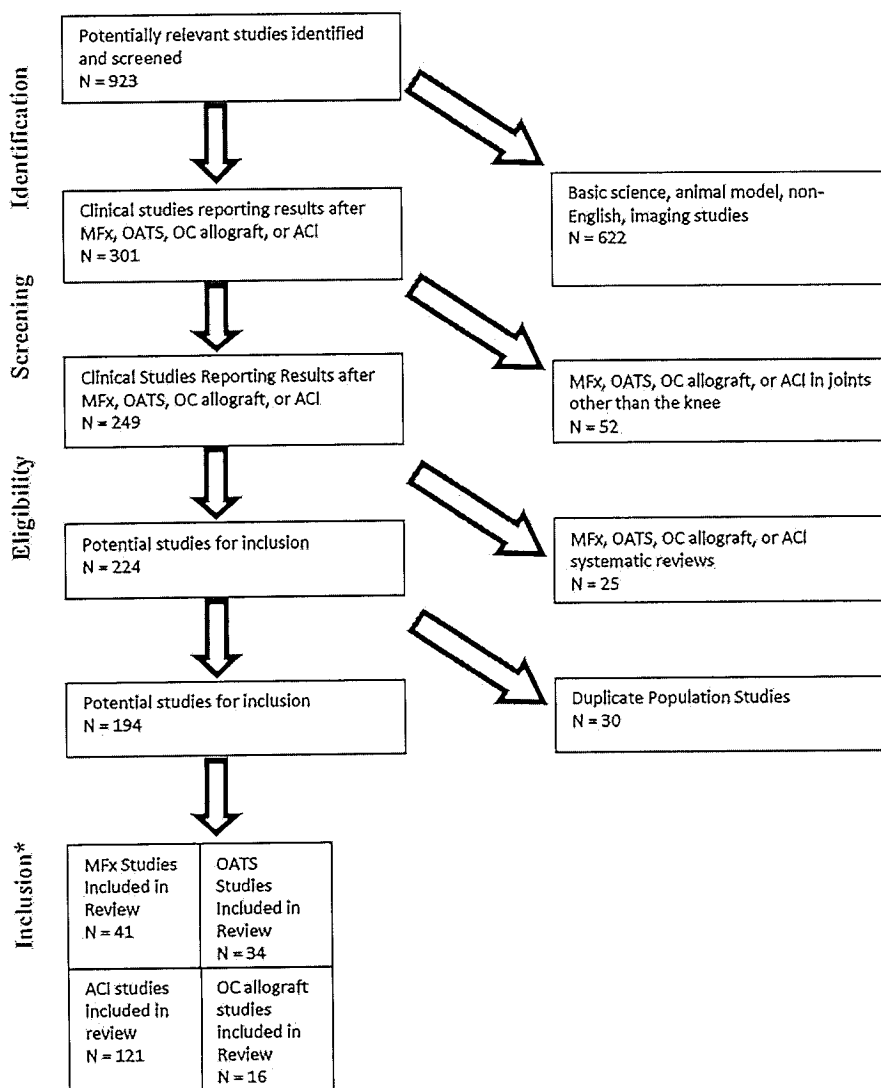 Identification
Potentially relevant studies identified
and screened
N = 923
Basic science, animal model, non-
English, imaging studies
N = 622
Clinical studies reporting results after
MFx, OATS, OC allograft, or ACI
N = 301
Screening
Clinical Studies Reporting Results after
MFx, OATS, OC allograft, or ACI
N = 249
MFx, OATS, OC allograft, or ACI in joints
other than the knee
N = 52
Eligibility
Potential studies for inclusion
N = 224
MFx, OATS, OC allograft, or ACI
systematic reviews
N = 25
Potential studies for inclusion
N = 194
Duplicate Population Studies
N = 30
Inclusion*
MFx Studies
Included in
Review
N = 41
OATS
Studies
Included in
Review
N = 34
ACI studies
included in
review
N = 121
OC allograft
studies
included in
Review
N = 16